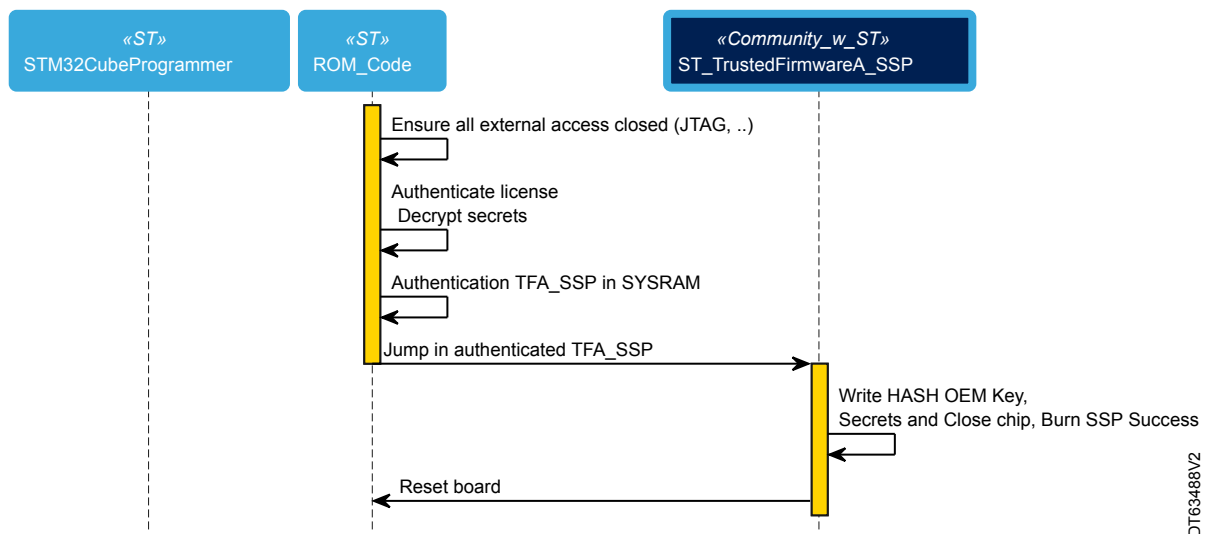 «ST»
STM32CubeProgrammer
«ST»
ROM_Code
«Community_w_ST»
ST_TrustedFirmwareA_SSP
Ensure all external access closed (JTAG, ..)
Authenticate license
Decrypt secrets
Authentication TFA_SSP in SYSRAM
Jump in authenticated TFA_SSP
Write HASH OEM Key,
Secrets and Close chip, Burn SSP Success
Reset board
DT63488V2